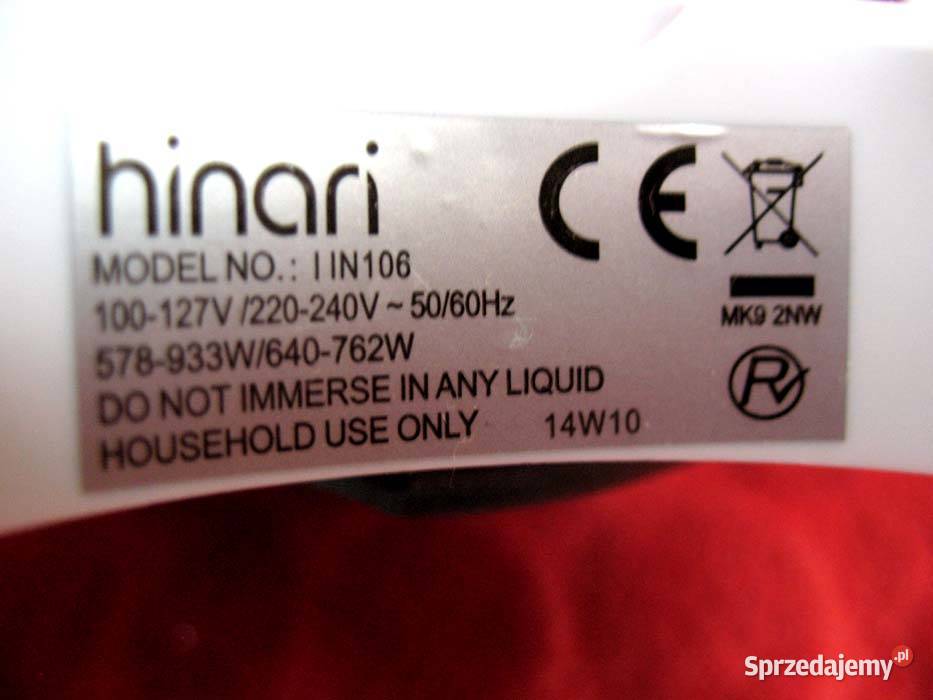 hinari
CE
MODEL NO.: I IN106
100-127V /220-240V ~ 50/60Hz
578-933W/640-762W
DO NOT IMMERSE IN ANY LIQUID
HOUSEHOLD USE ONLY 14W10
MK9 2NW
R
Sprzedajemy.pl